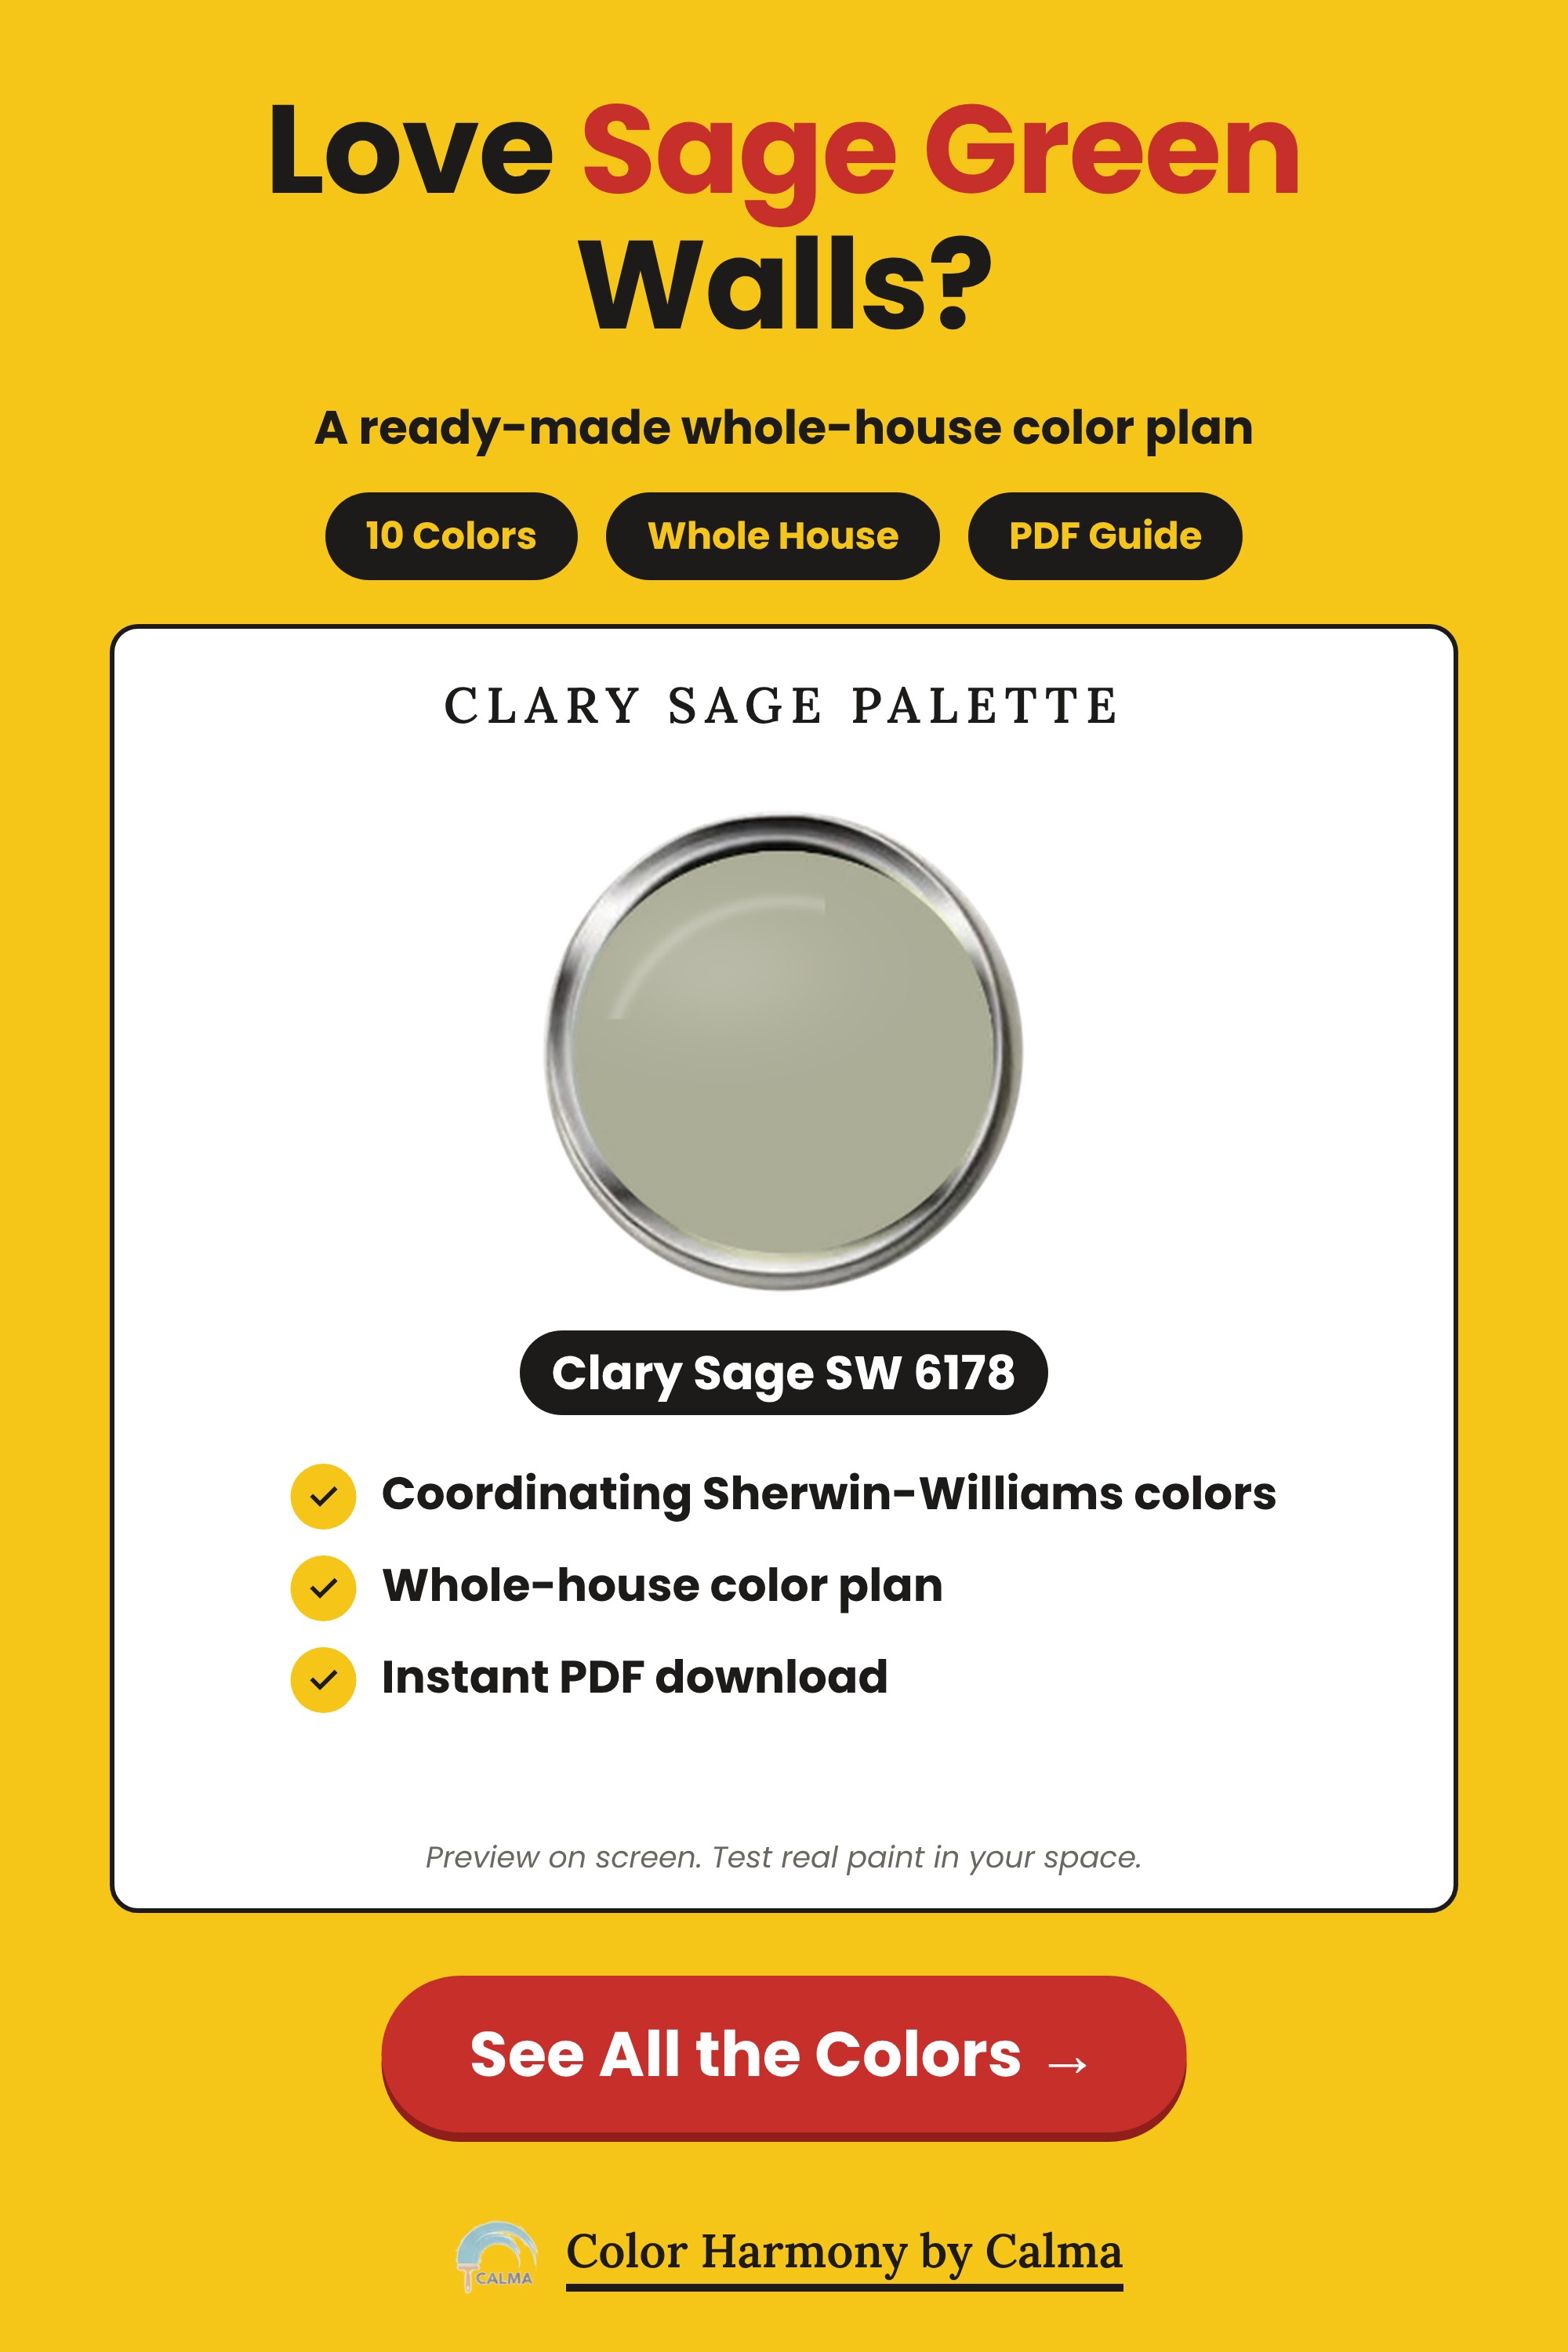 Love Sage Green
Walls?
A ready-made whole-house color plan
10 Colors
Whole House
PDF Guide
CLARY SAGE PALETTE
Clary Sage SW 6178
Coordinating Sherwin-Williams colors
Whole-house color plan
Instant PDF download
Preview on screen. Test real paint in your space.
See All the Colors →
CALMA
Color Harmony by Calma